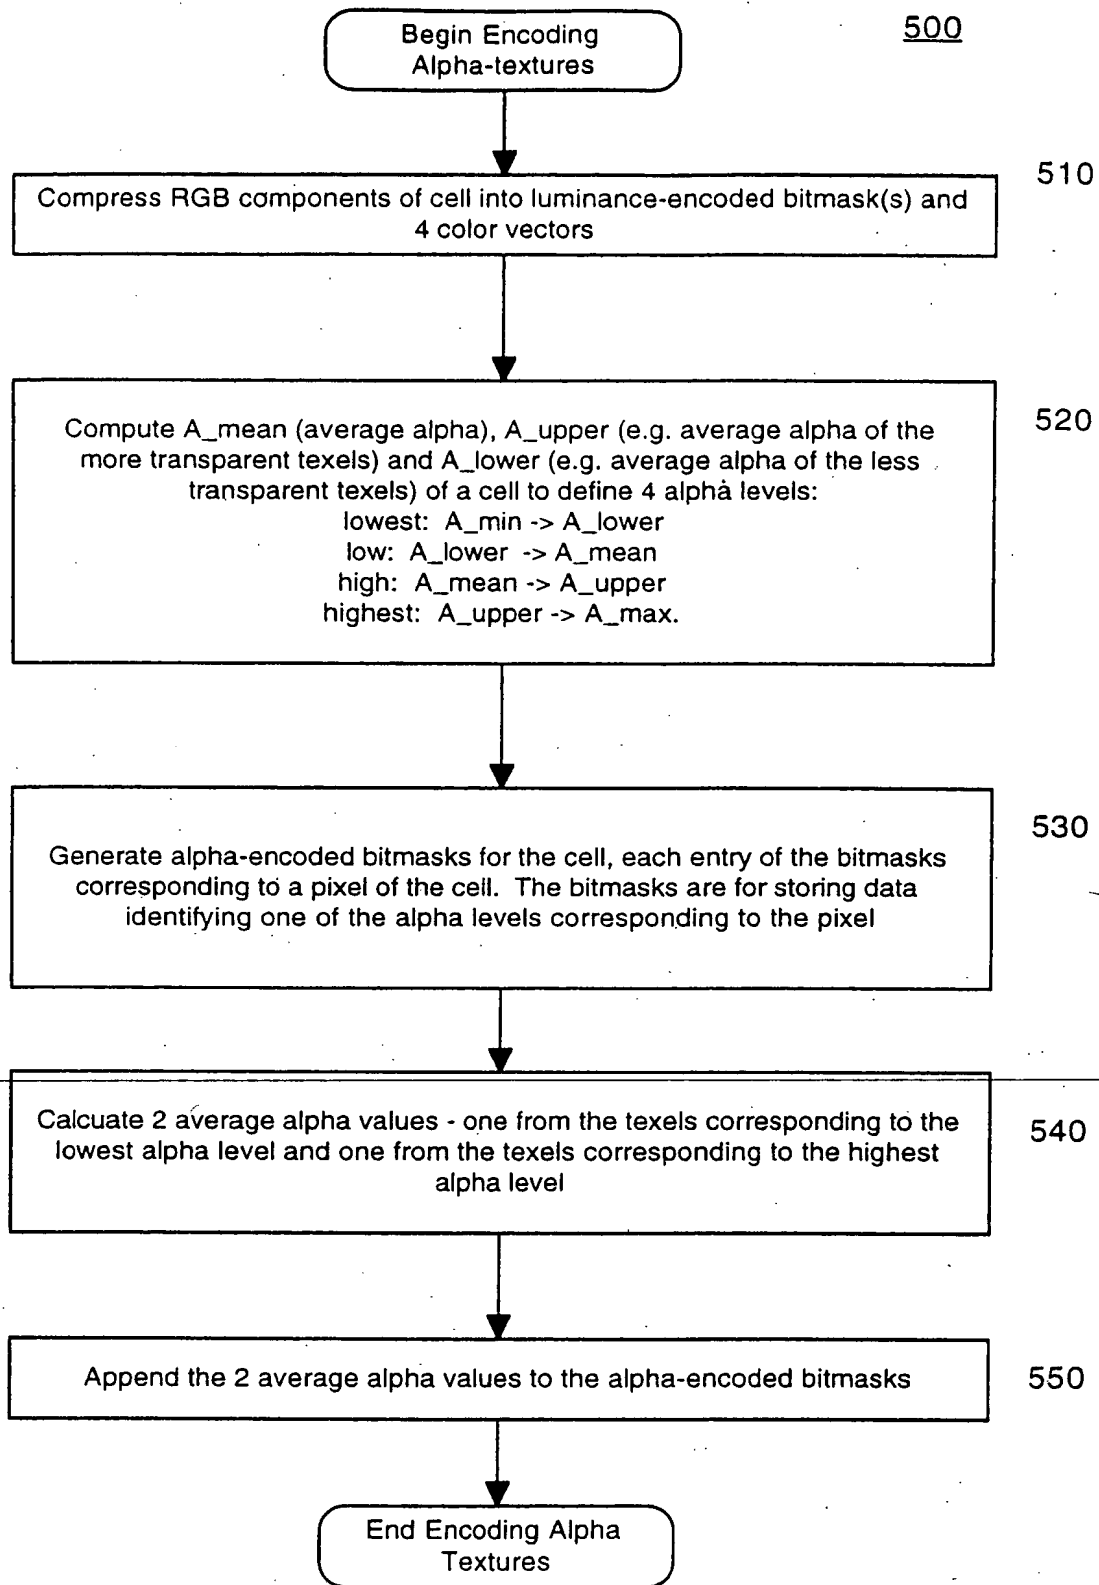 500
Begin Encoding
Alpha-textures
510
Compress RGB components of cell into luminance-encoded bitmask(s) and
4 color vectors
520
Compute A_mean (average alpha), A_upper (e.g. average alpha of the
more transparent texels) and A_lower (e.g. average alpha of the less
transparent texels) of a cell to define 4 alpha levels:
lowest: A_min -> A_lower
low: A_lower -> A_mean
high: A_mean -> A_upper
highest: A_upper -> A_max.
530
Generate alpha-encoded bitmasks for the cell, each entry of the bitmasks
corresponding to a pixel of the cell. The bitmasks are for storing data
identifying one of the alpha levels corresponding to the pixel
540
Calcuate 2 average alpha values - one from the texels corresponding to the
lowest alpha level and one from the texels corresponding to the highest
alpha level
550
Append the 2 average alpha values to the alpha-encoded bitmasks
End Encoding Alpha
Textures